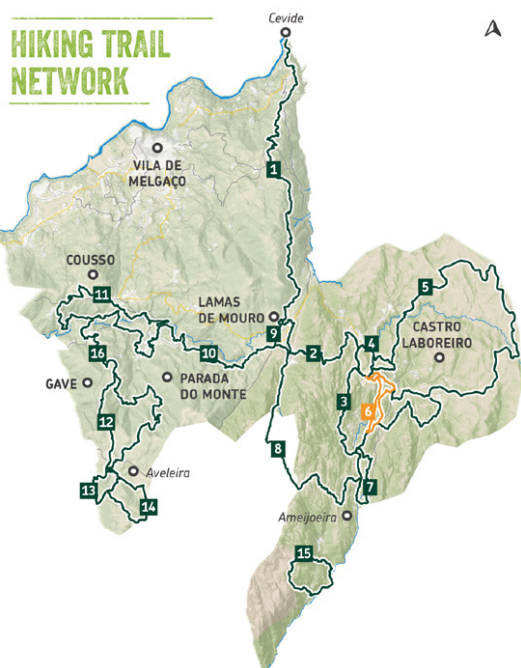 HIKING TRAIL
NETWORK
Cevide
VILA DE
MELGAÇO
1
COUSSO
11
LAMAS
DE MOURO
9
5
4
CASTRO
LABOREIRO
16
10
2
GAVE
PARADA
DO MONTE
3
6
12
8
Aveleira
13
14
7
Ameijoeira
15